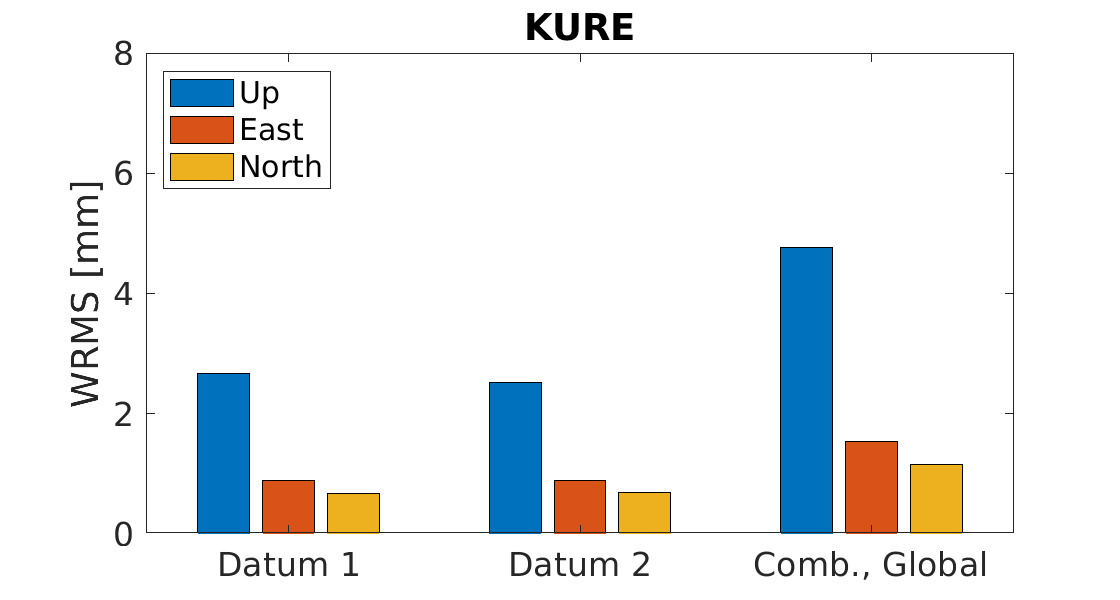 KURE
8
6
4
2
0
WRMS [mm]
Up
East
North
Datum 1
Datum 2
Comb., Global